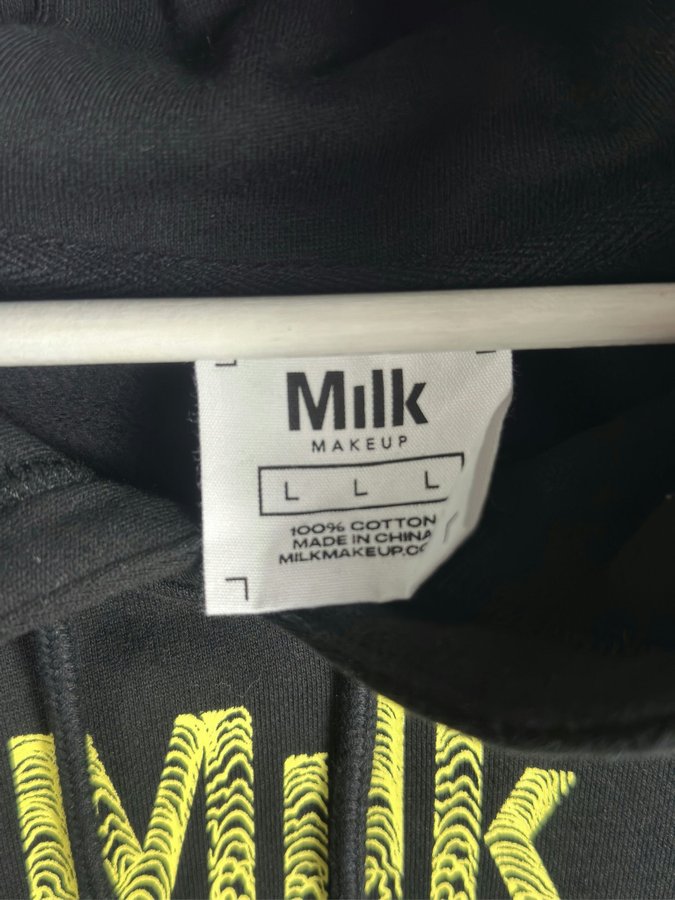 Milk
MAKEUP
L L L
100% COTTON
MADE IN CHINA
Milk